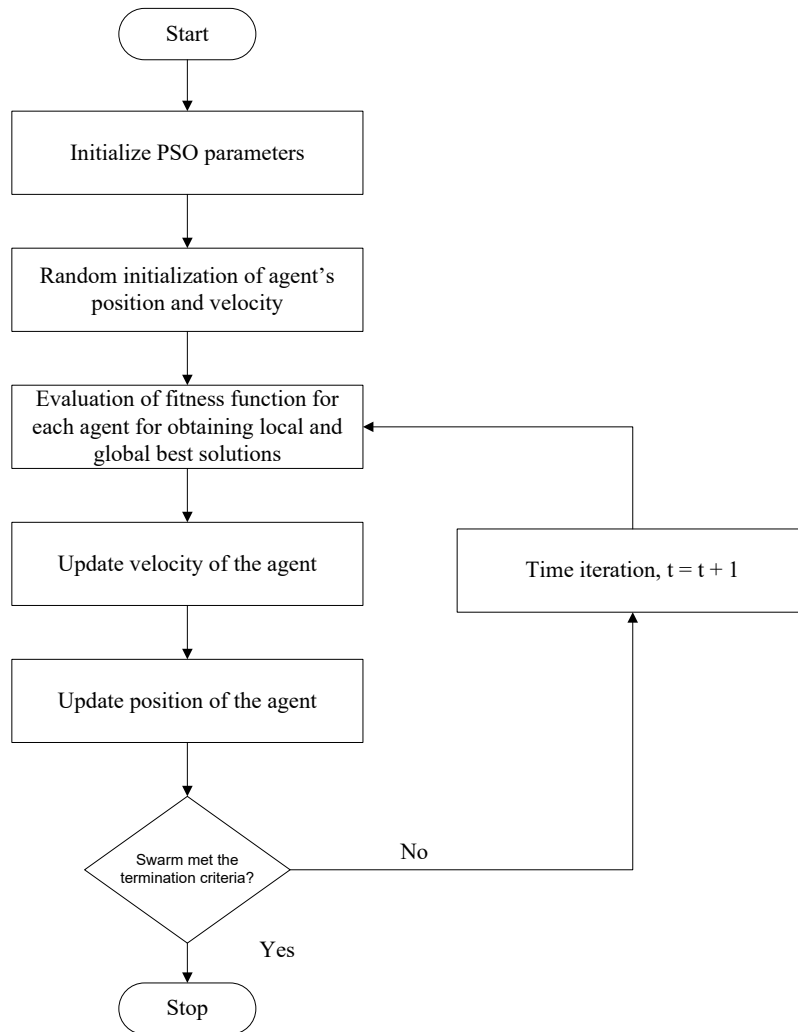 Start
Initialize PSO parameters
Random initialization of agent’s
position and velocity
Evaluation of fitness function for
each agent for obtaining local and
global best solutions
Update velocity of the agent
Time iteration, t = t + 1
Update position of the agent
Swarm met the
termination criteria?
No
Yes
Stop